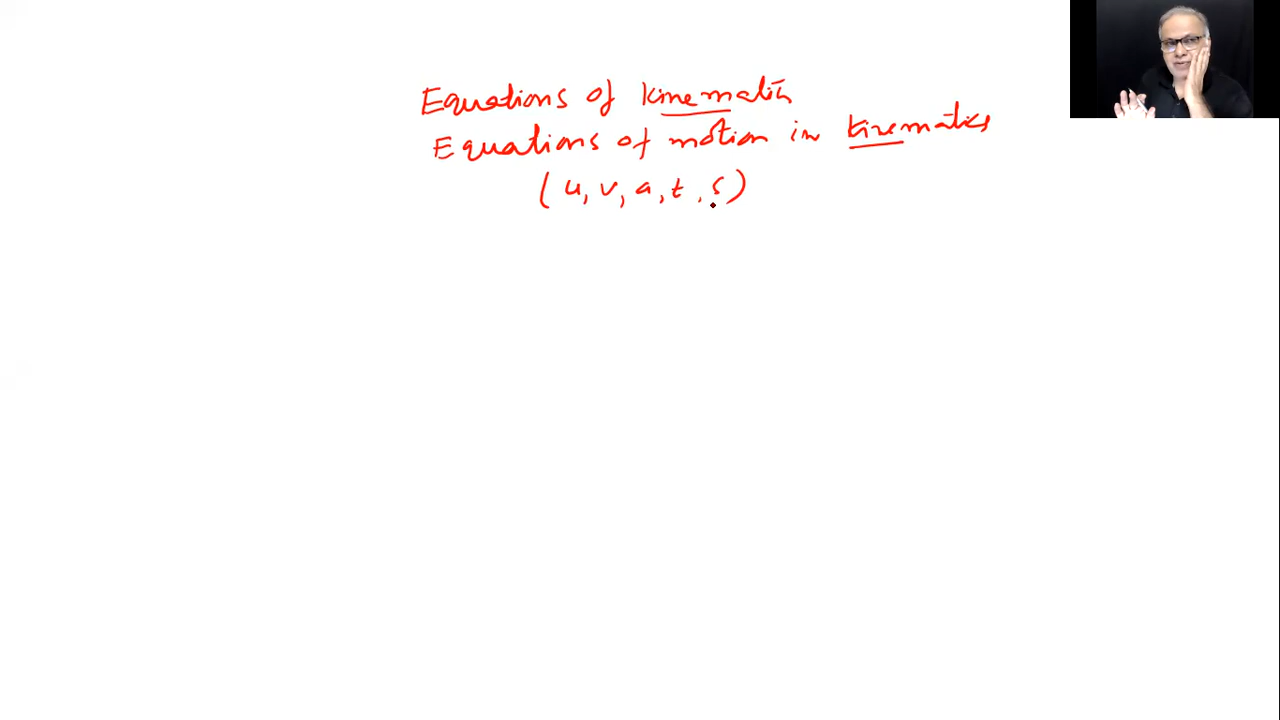 Equations of kinematics
Equations of motion in kinematics
(u, v, a, t, s)